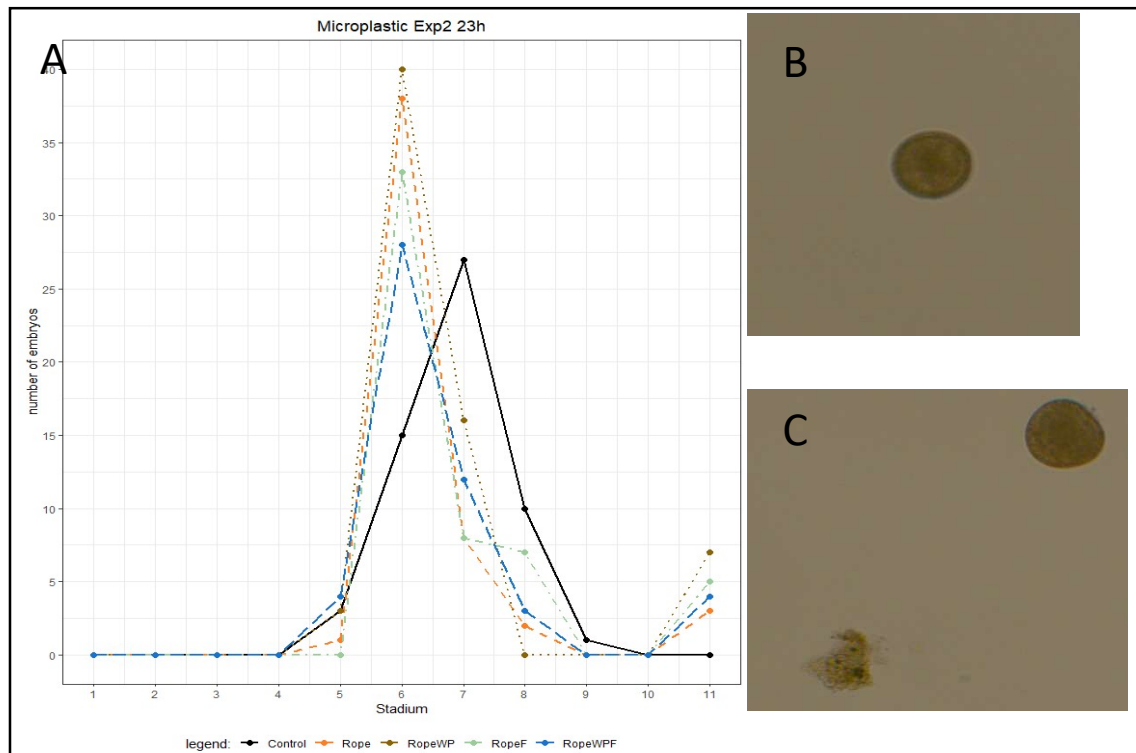 Microplastic Exp2 23h
A
B
C
40
35
30
25
20
15
10
5
0
number of embryos
1 2 3 4 5 6 7 8 9 10 11
Stadium
legend: Control Rope RopeWP RopeF RopeWPF